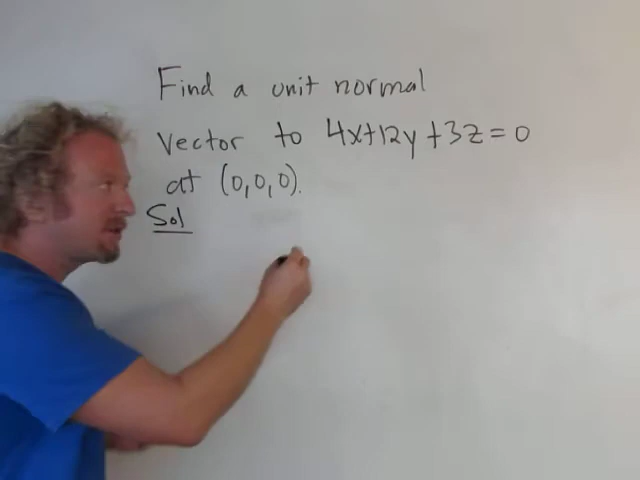 Find a unit normal
vector to 4x+12y+3z=0
at (0,0,0).
Sol